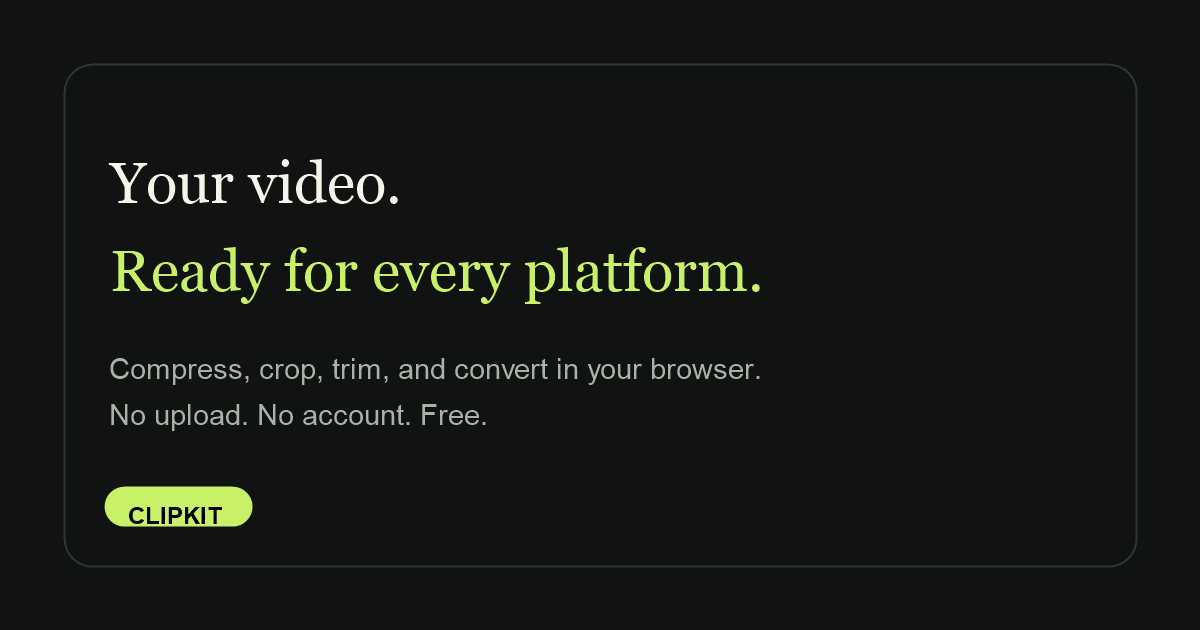 Your video.
Ready for every platform.
Compress, crop, trim, and convert in your browser.
No upload. No account. Free.
CLIPKIT